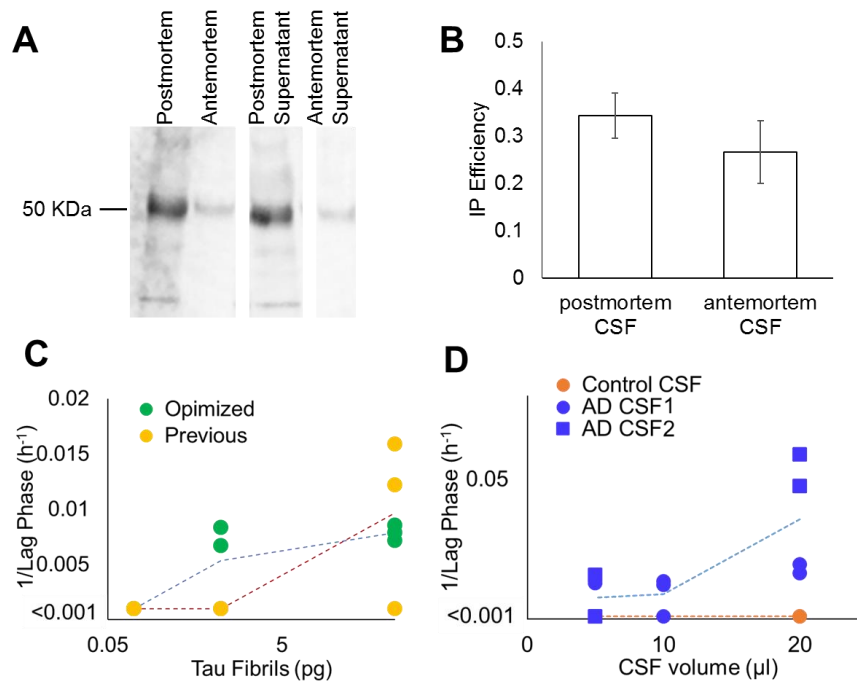 A
Postmortem
Antemortem
Postmortem
Supernatant
Antemortem
Supernatant
50 KDa
B
0.5
0.4
0.3
0.2
0.1
0
IP Efficiency
postmortem
CSF
antemortem
CSF
C
0.02
0.015
0.01
0.005
<0.001
1/Lag Phase (h-1)
Opimized
Previous
0.05
5
Tau Fibrils (pg)
D
Control CSF
AD CSF1
AD CSF2
1/Lag Phase (h-1)
0.05
<0.001
0
10
20
CSF volume (µl)